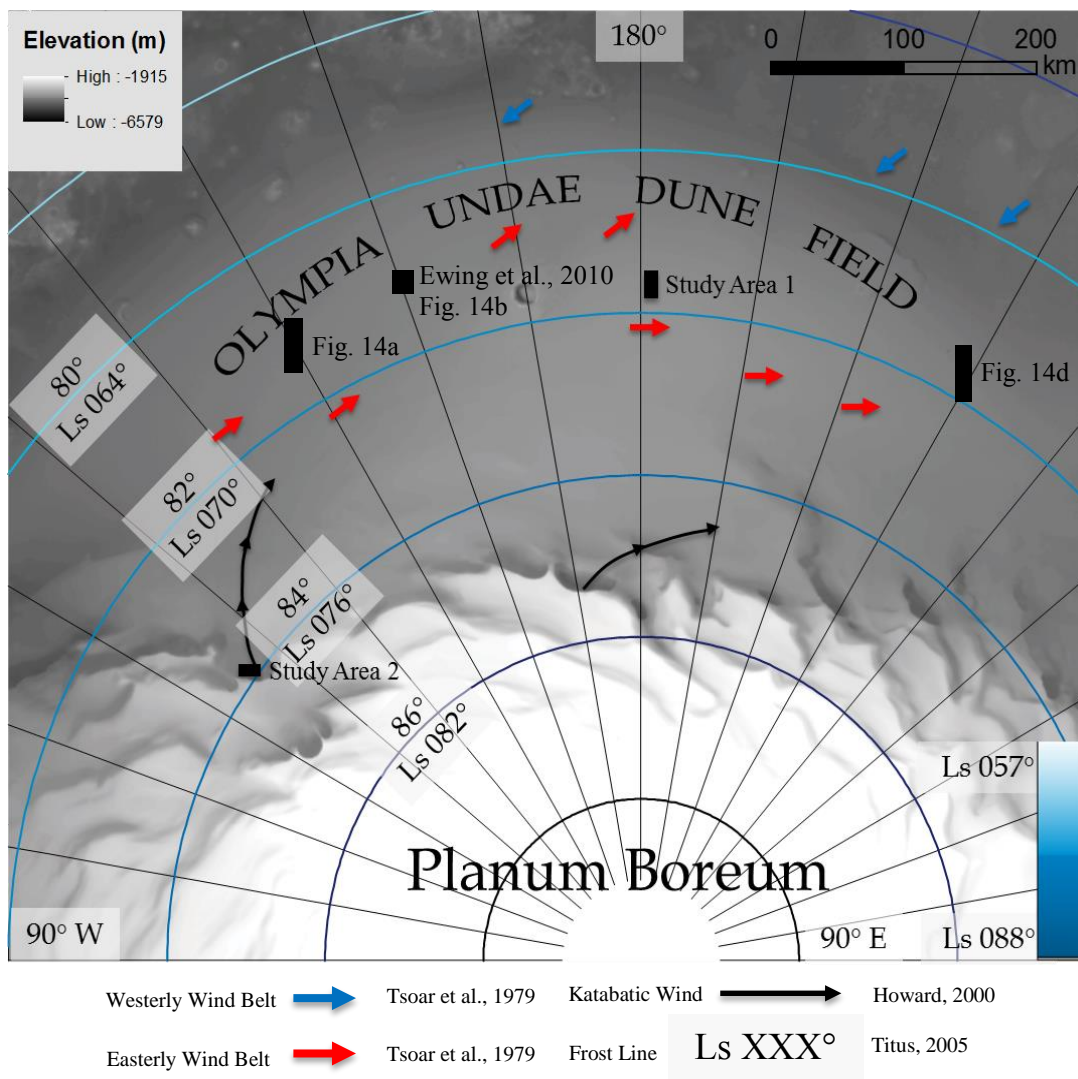 Elevation (m)
High : -1915
Low : -6579
180°
0 100 200
km
OLYMPIA UNDAE DUNE FIELD
Ewing et al., 2010
Fig. 14b
Study Area 1
Fig. 14a
Fig. 14d
80°
Ls 064°
82°
Ls 070°
84°
Ls 076°
Study Area 2
86°
Ls 082°
Ls 057°
Planum Boreum
90° W
90° E
Ls 088°
Westerly Wind Belt Tsoar et al., 1979 Katabatic Wind Howard, 2000
Easterly Wind Belt Tsoar et al., 1979 Frost Line Ls XXX° Titus, 2005